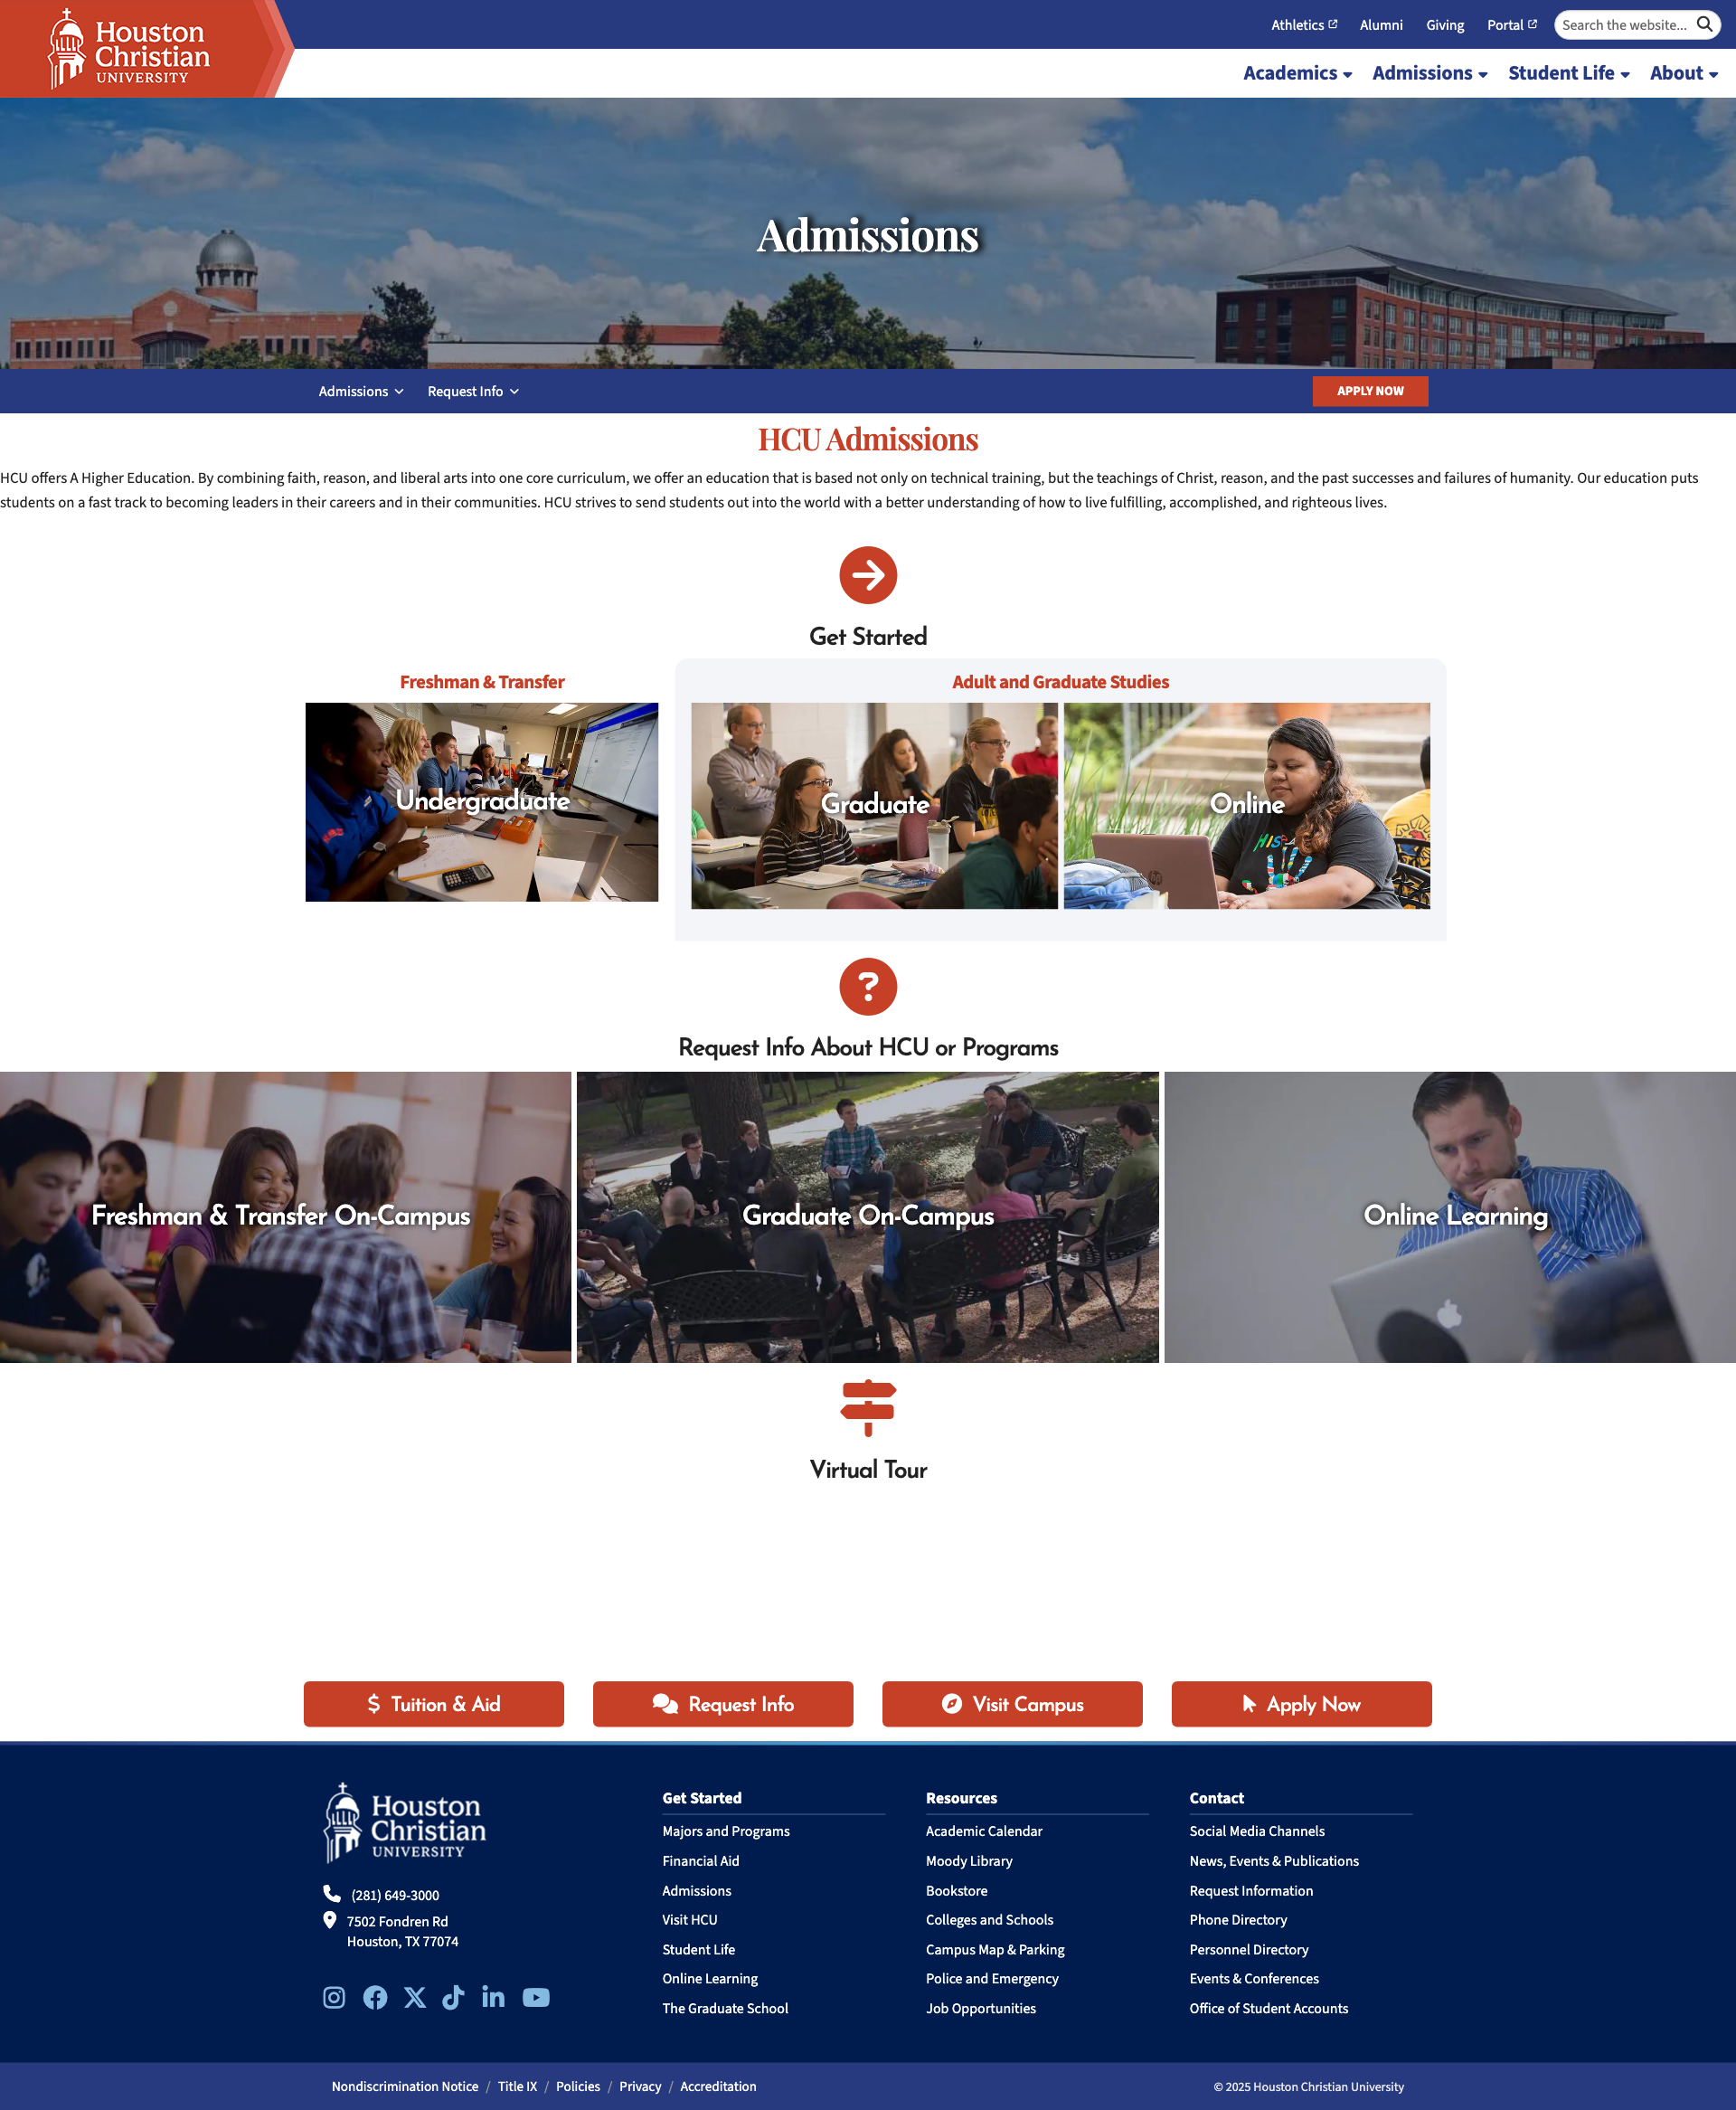 Houston
Christian
UNIVERSITY
Athletics Alumni Giving Portal Search the website...
Academics Admissions Student Life About
Admissions
Admissions Request Info APPLY NOW
HCU Admissions
HCU offers A Higher Education. By combining faith, reason, and liberal arts into one core curriculum, we offer an education that is based not only on technical training, but the teachings of Christ, reason, and the past successes and failures of humanity. Our education puts
students on a fast track to becoming leaders in their careers and in their communities. HCU strives to send students out into the world with a better understanding of how to live fulfilling, accomplished, and righteous lives.
Get Started
Freshman & Transfer
Undergraduate
Adult and Graduate Studies
Graduate
HISE
Online
Request Info About HCU or Programs
Freshman & Transfer On-Campus
Graduate On-Campus
Online Learning
Virtual Tour
Tuition & Aid
Request Info
Visit Campus
Apply Now
Houston
Christian
UNIVERSITY
(281) 649-3000
7502 Fondren Rd
Houston, TX 77074
Get Started
Majors and Programs
Financial Aid
Admissions
Visit HCU
Student Life
Online Learning
The Graduate School
Resources
Academic Calendar
Moody Library
Bookstore
Colleges and Schools
Campus Map & Parking
Police and Emergency
Job Opportunities
Contact
Social Media Channels
News, Events & Publications
Request Information
Phone Directory
Personnel Directory
Events & Conferences
Office of Student Accounts
Nondiscrimination Notice / Title IX / Policies / Privacy / Accreditation
© 2025 Houston Christian University